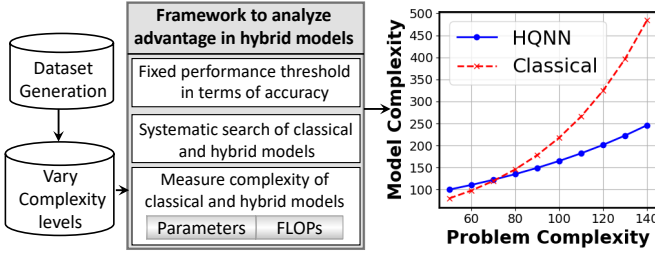 Dataset
Generation
Vary
Complexity
levels
Framework to analyze
advantage in hybrid models
Fixed performance threshold
in terms of accuracy
Systematic search of classical
and hybrid models
Measure complexity of
classical and hybrid models
Parameters
FLOPs
Model Complexity
500
450
400
350
300
250
200
150
100
HQNN
Classical
60
80
100
120
140
Problem Complexity